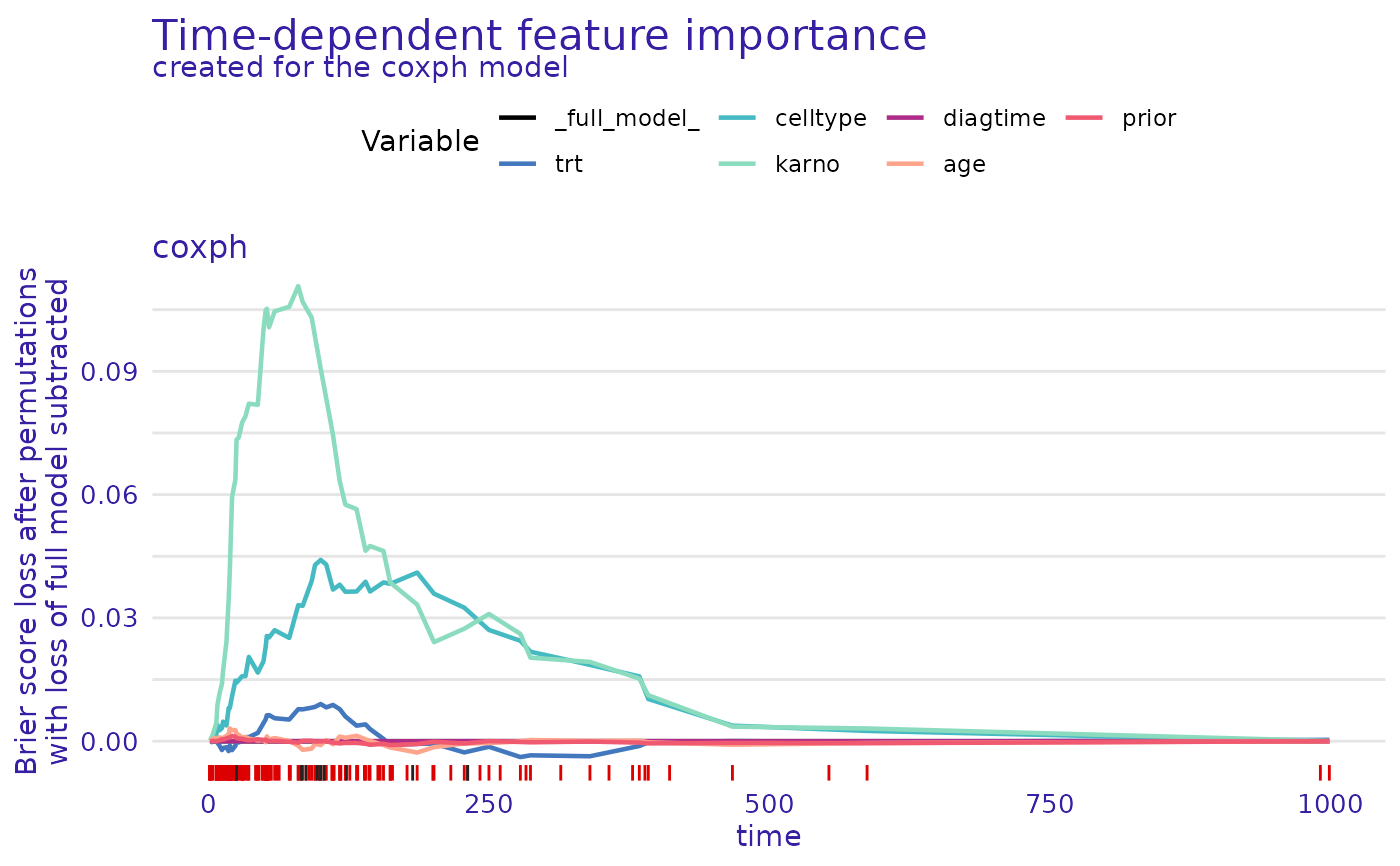 Time-dependent feature importance
created for the coxph model
Variable
_full_model_
celltype
diagtime
prior
trt
karno
age
coxph
Brier score loss after permutations
with loss of full model subtracted
0.09
0.06
0.03
0.00
0
250
500
750
1000
time